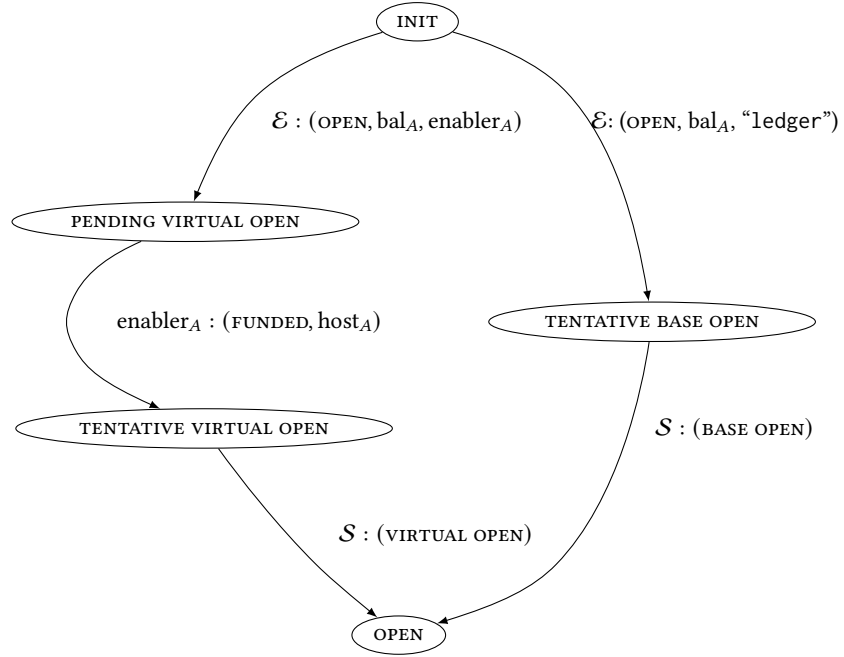 INIT
ℰ : (OPEN, bal_A, enabler_A)
ℰ: (OPEN, bal_A, “ledger”)
PENDING VIRTUAL OPEN
enabler_A : (FUNDED, host_A)
TENTATIVE BASE OPEN
TENTATIVE VIRTUAL OPEN
𝒮 : (BASE OPEN)
𝒮 : (VIRTUAL OPEN)
OPEN